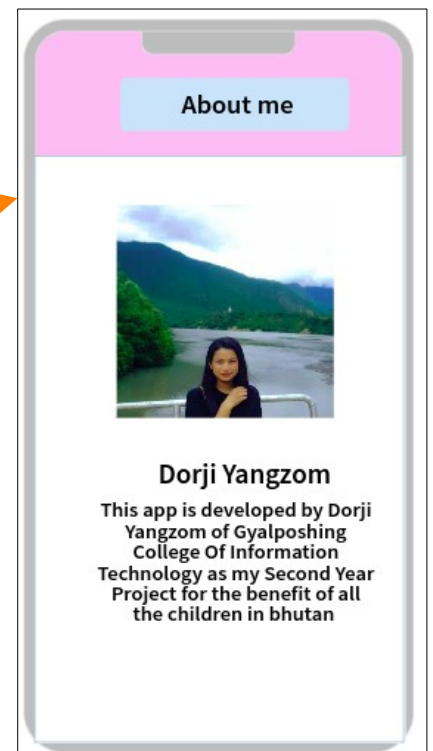 About me
Dorji Yangzom
This app is developed by Dorji
Yangzom of Gyalposhing
College Of Information
Technology as my Second Year
Project for the benefit of all
the children in bhutan